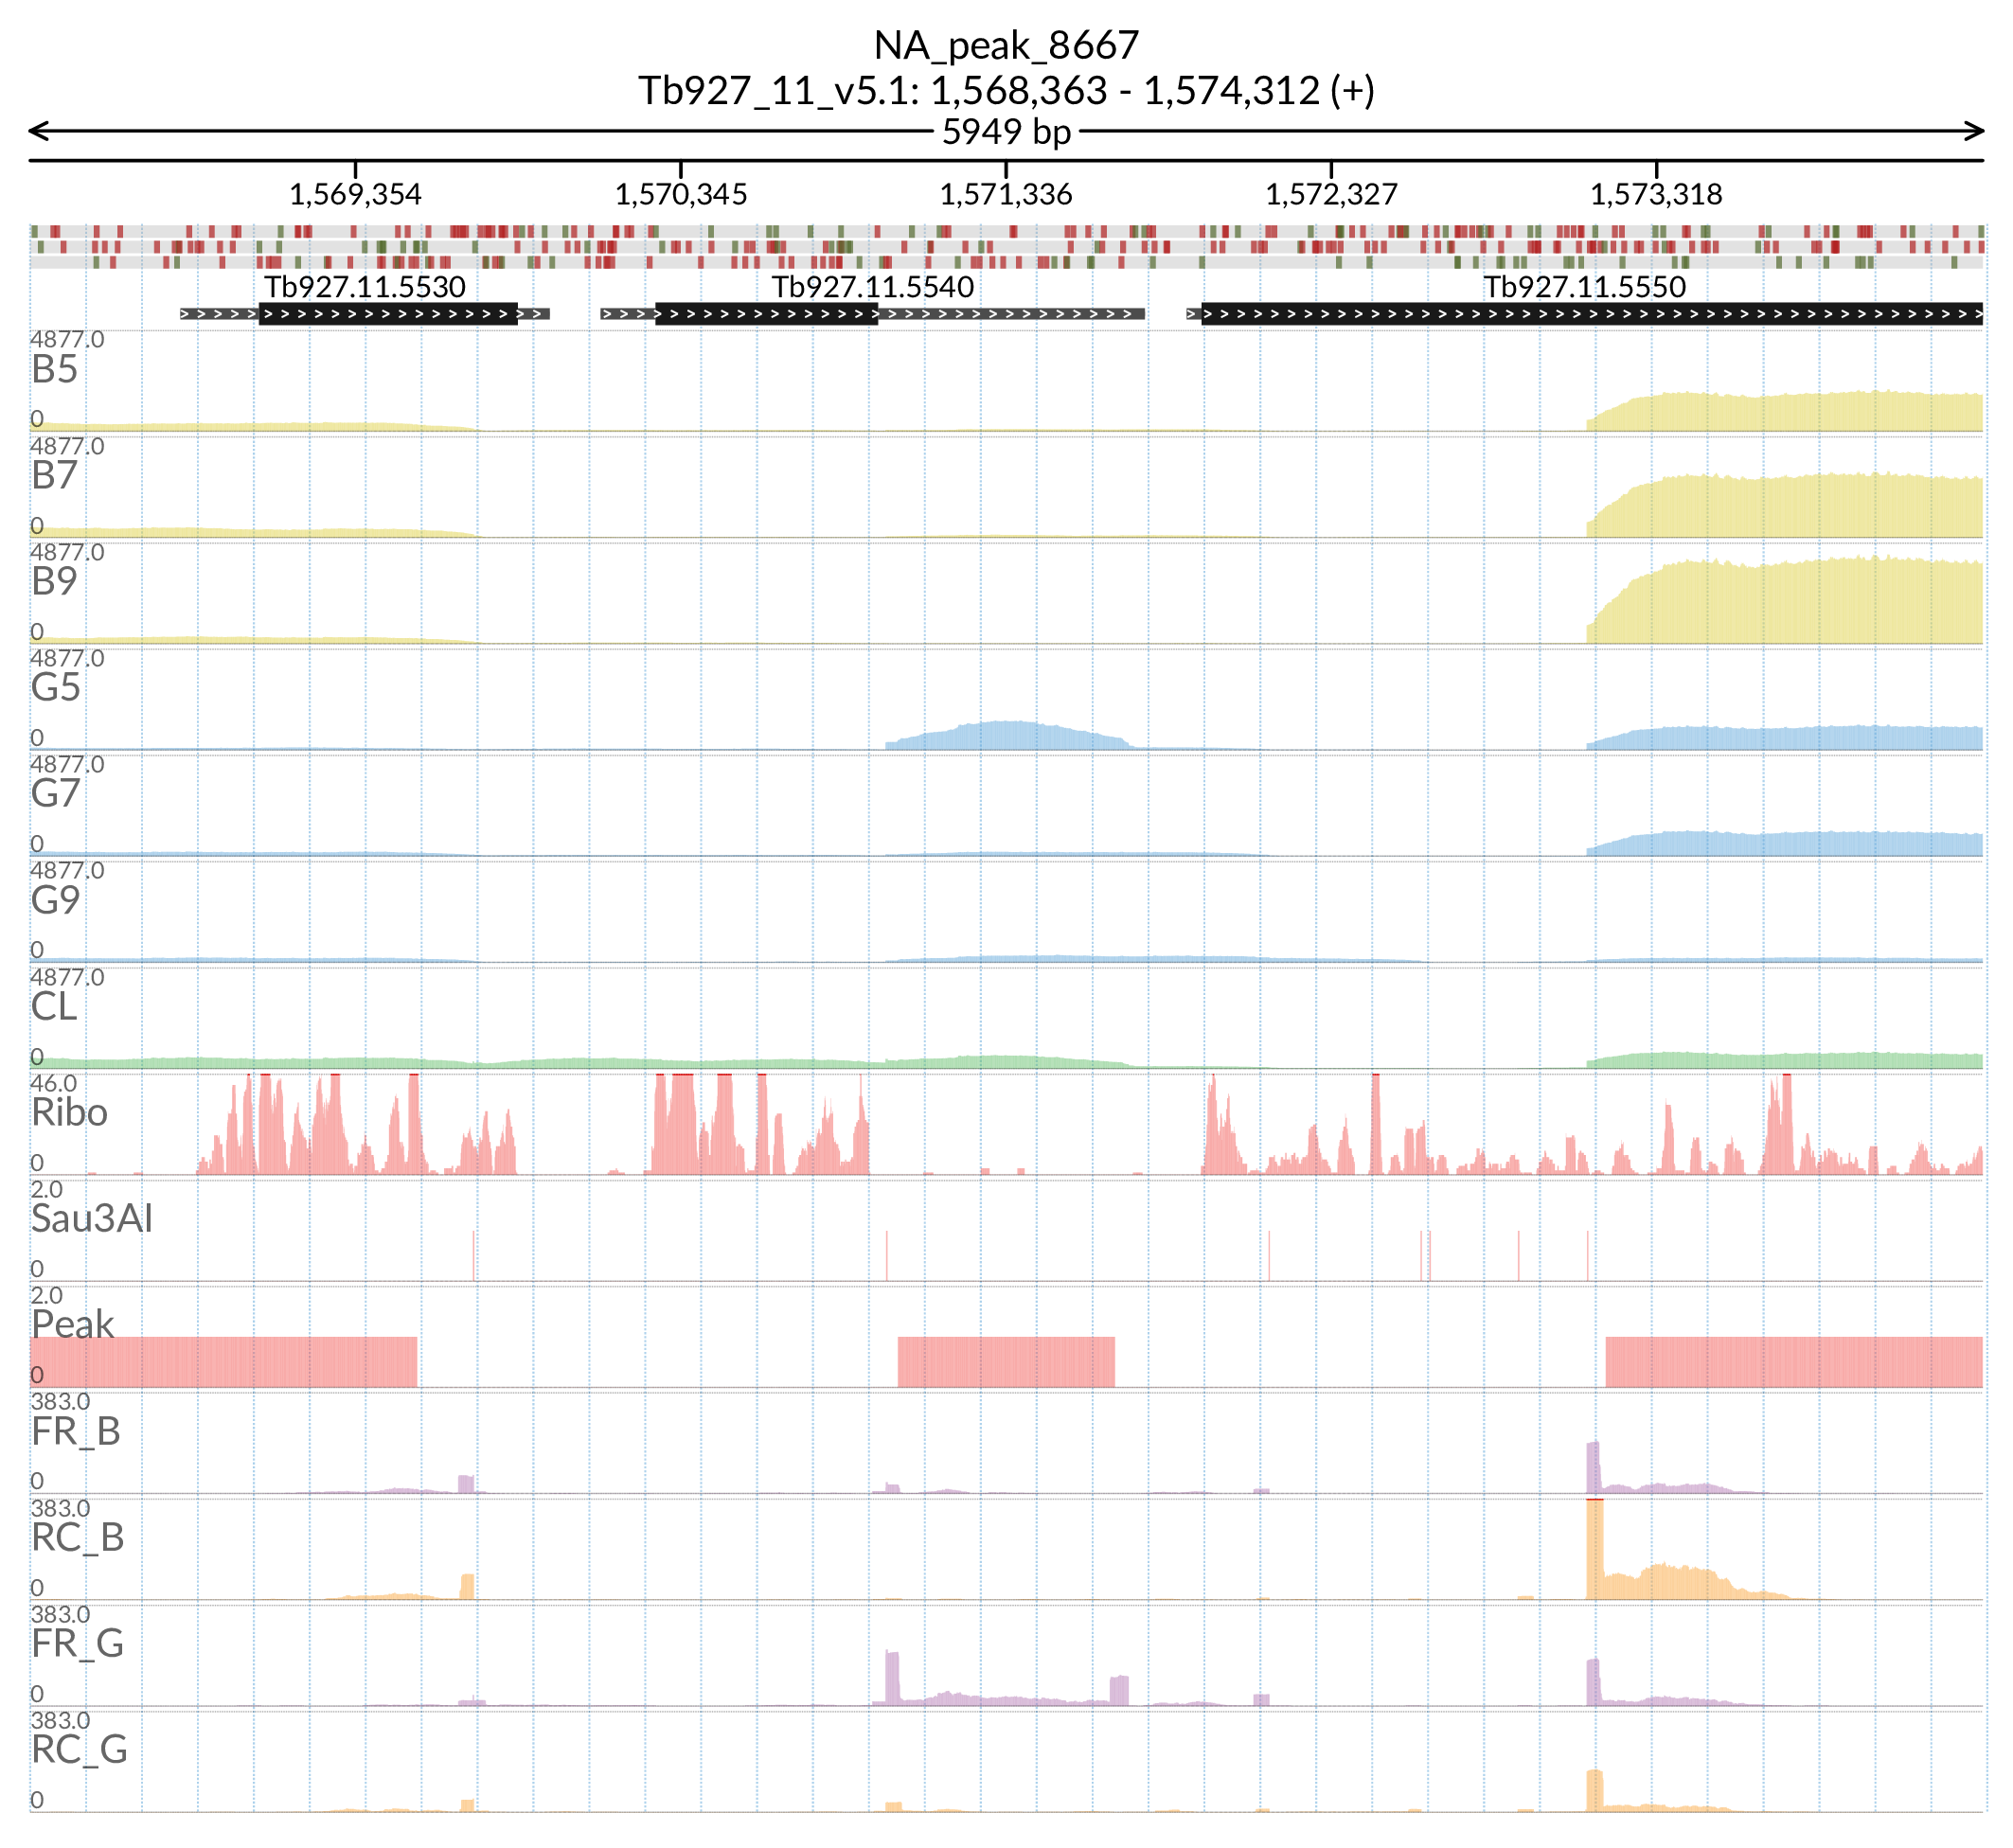 NA_peak_8667
Tb927_11_v5.1: 1,568,363 - 1,574,312 (+)
5949 bp
1,569,354 1,570,345 1,571,336 1,572,327 1,573,318
Tb927.11.5530 Tb927.11.5540 Tb927.11.5550
4877.0
B5
0
4877.0
B7
0
4877.0
B9
0
4877.0
G5
0
4877.0
G7
0
4877.0
G9
0
4877.0
CL
0
46.0
Ribo
0
2.0
Sau3AI
0
2.0
Peak
0
383.0
FR_B
0
383.0
RC_B
0
383.0
FR_G
0
383.0
RC_G
0